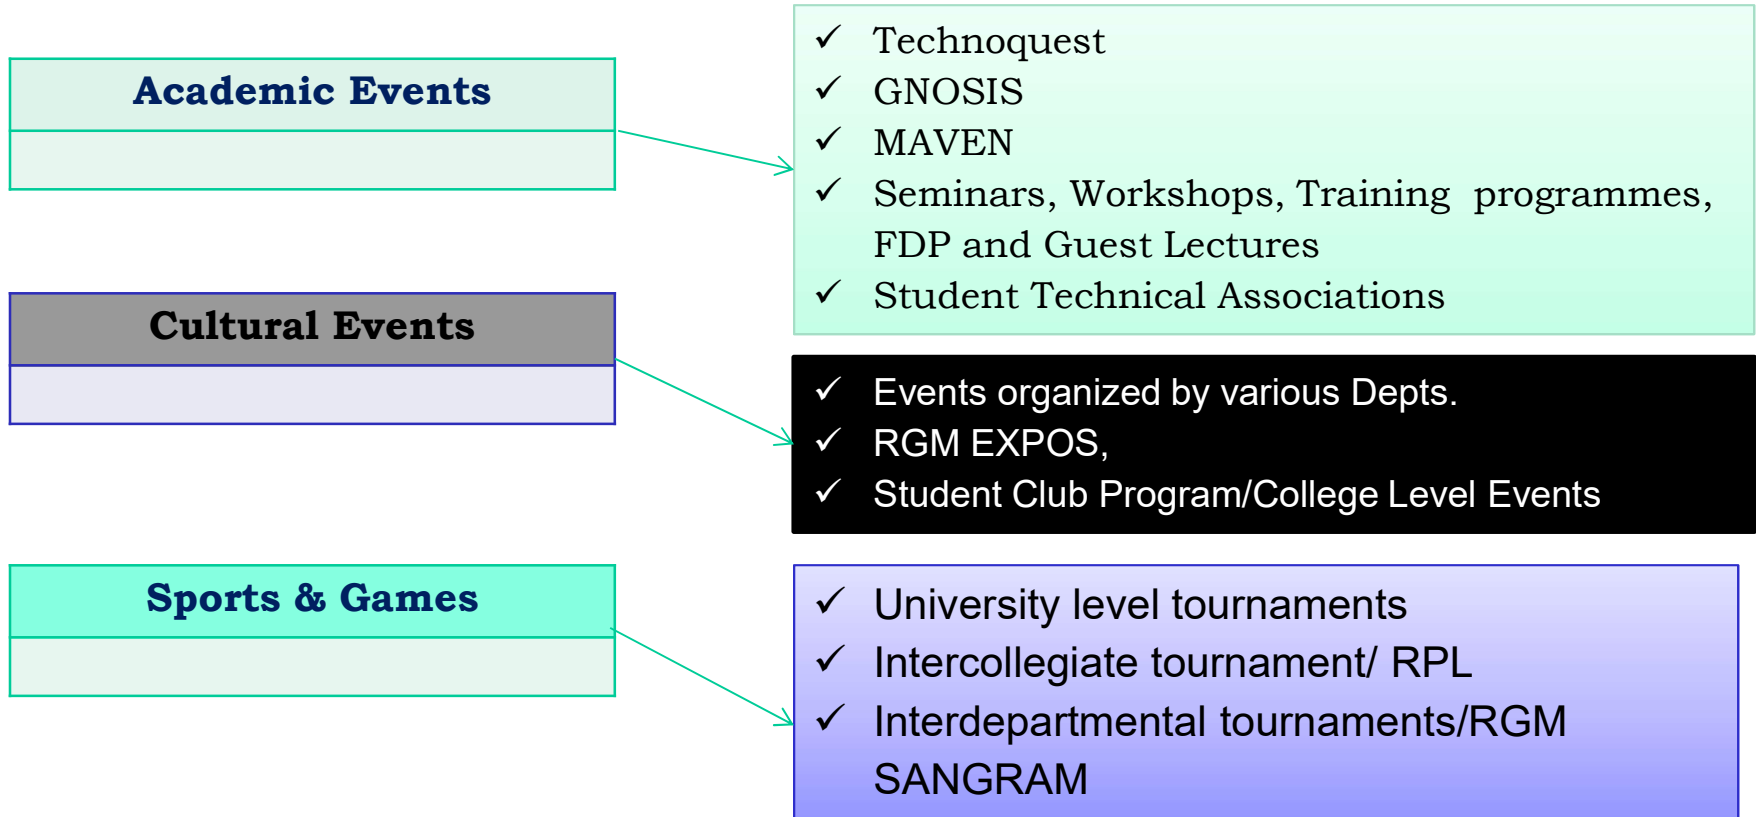 Academic Events
✓ Technoquest
✓ GNOSIS
✓ MAVEN
✓ Seminars, Workshops, Training programmes,
FDP and Guest Lectures
✓ Student Technical Associations
Cultural Events
✓ Events organized by various Depts.
✓ RGM EXPOS,
✓ Student Club Program/College Level Events
Sports & Games
✓ University level tournaments
✓ Intercollegiate tournament/ RPL
✓ Interdepartmental tournaments/RGM
SANGRAM